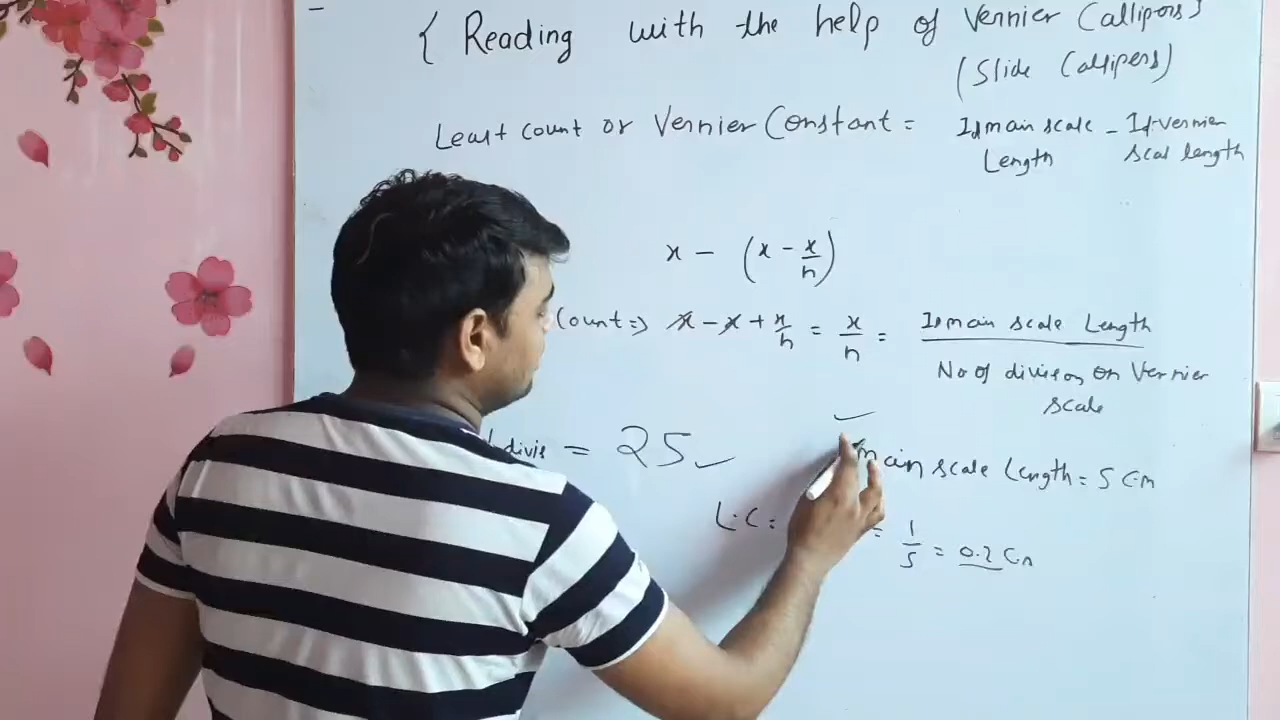 { Reading with the help of Vernier Callipers }
(Slide Callipers)
Least count or Vernier Constant = 1d main scale Length - 1d vernier scal length
x - (x - x/n)
Count => x - x + x/n = x/n = 1d main scale Length / No of division on Vernier scale
divis = 25 ✓
main scale Length = 5 cm
L.C = = 1/5 = 0.2 Cm